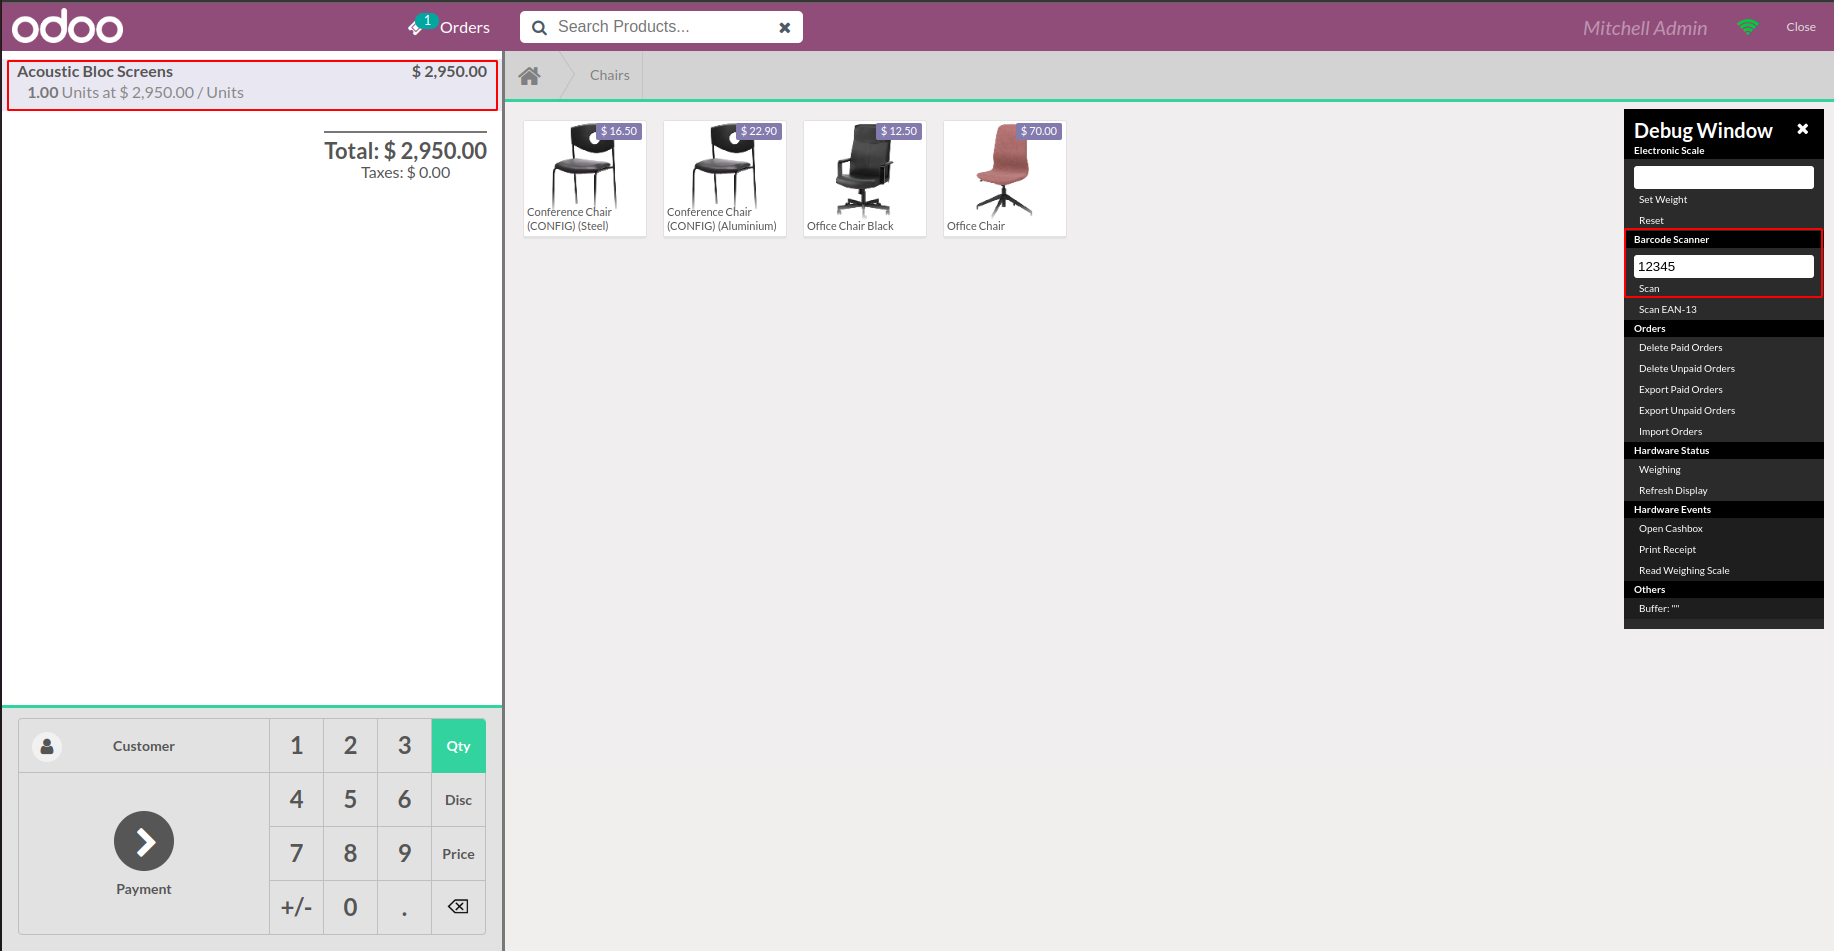 odoo
1
Orders
Search Products...
Mitchell Admin
Close
Acoustic Bloc Screens $ 2,950.00
1.00 Units at $ 2,950.00 / Units
Total: $ 2,950.00
Taxes: $ 0.00
Chairs
$ 16.50
Conference Chair
(CONFIG) (Steel)
$ 22.90
Conference Chair
(CONFIG) (Aluminium)
$ 12.50
Office Chair Black
$ 70.00
Office Chair
Debug Window
Electronic Scale
Set Weight
Reset
Barcode Scanner
12345
Scan
Scan EAN-13
Orders
Delete Paid Orders
Delete Unpaid Orders
Export Paid Orders
Export Unpaid Orders
Import Orders
Hardware Status
Weighing
Refresh Display
Hardware Events
Open Cashbox
Print Receipt
Read Weighing Scale
Others
Buffer: ""
Customer
1 2 3 Qty
4 5 6 Disc
7 8 9 Price
+/- 0 .
Payment